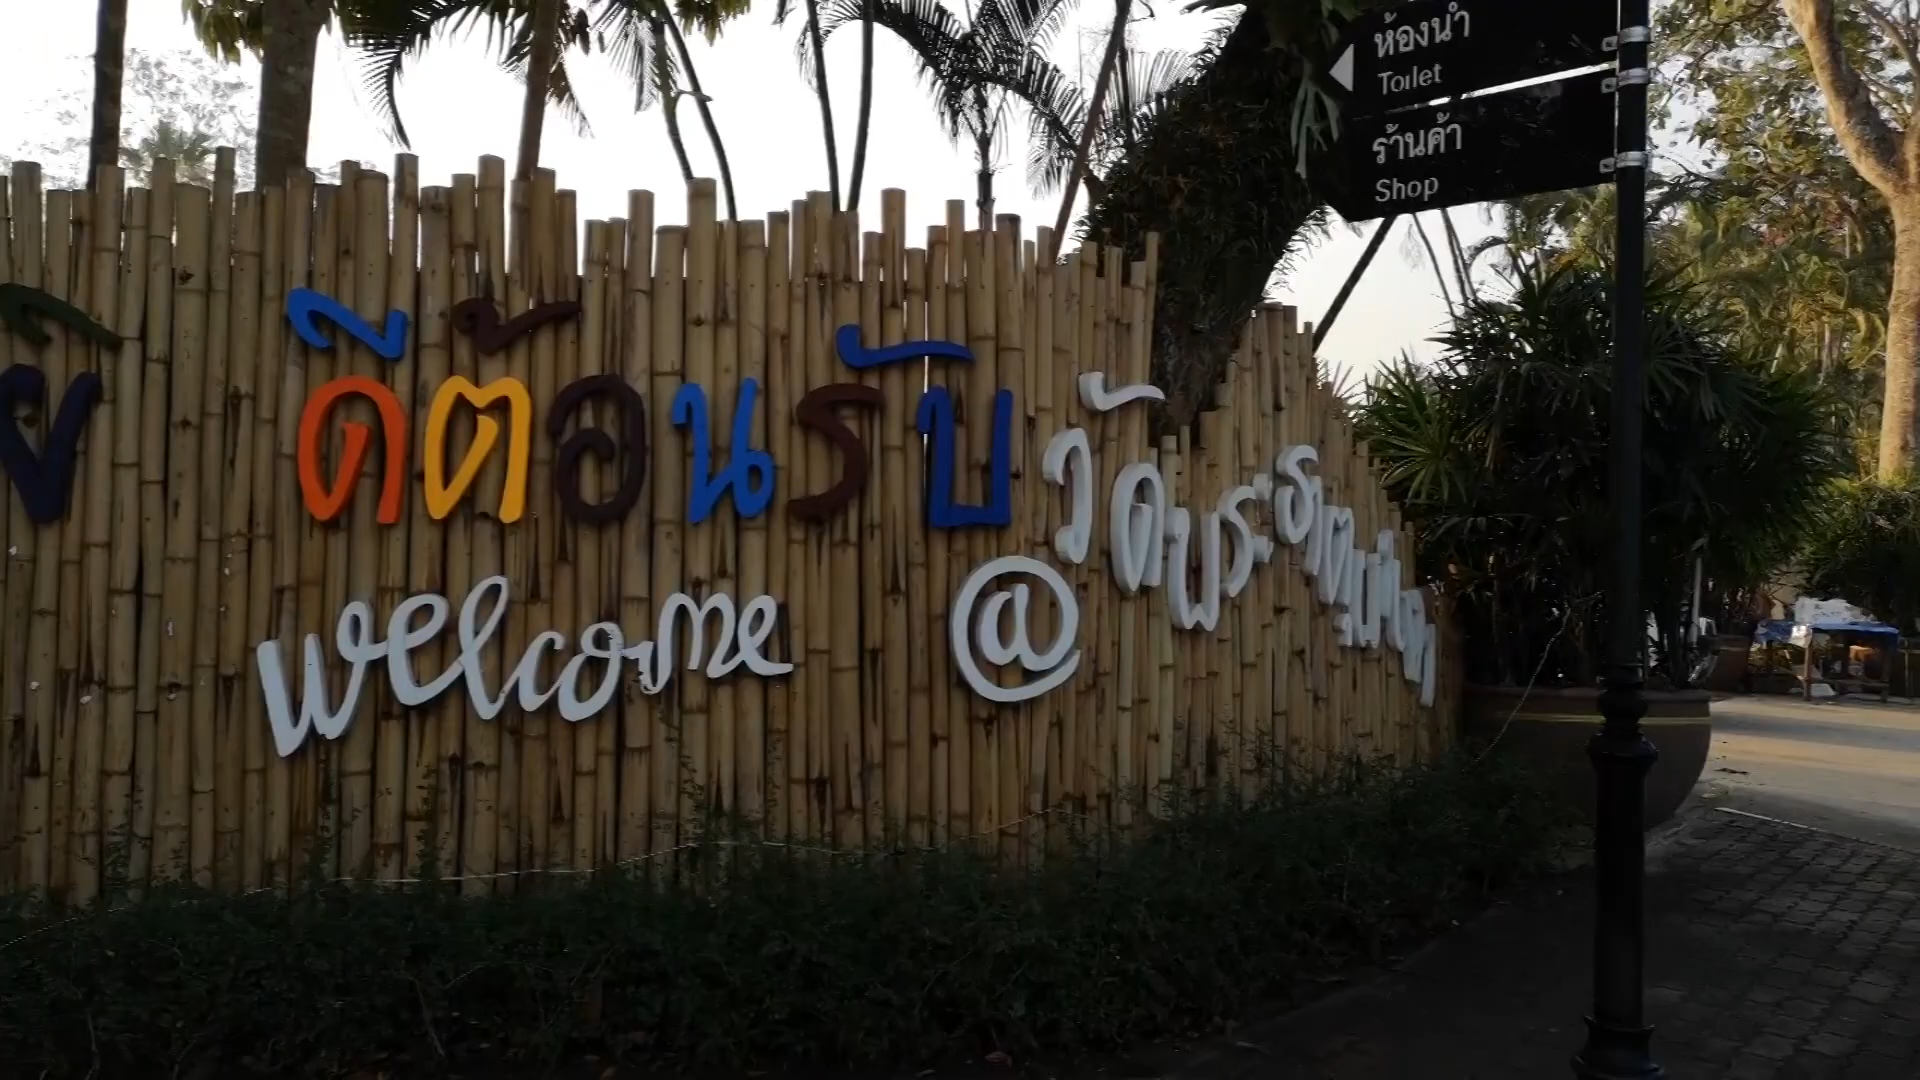 ห้องน้ำ
Toilet
ร้านค้า
Shop
ดีต้อนรับ
welcome @ วัดพระธาตุ